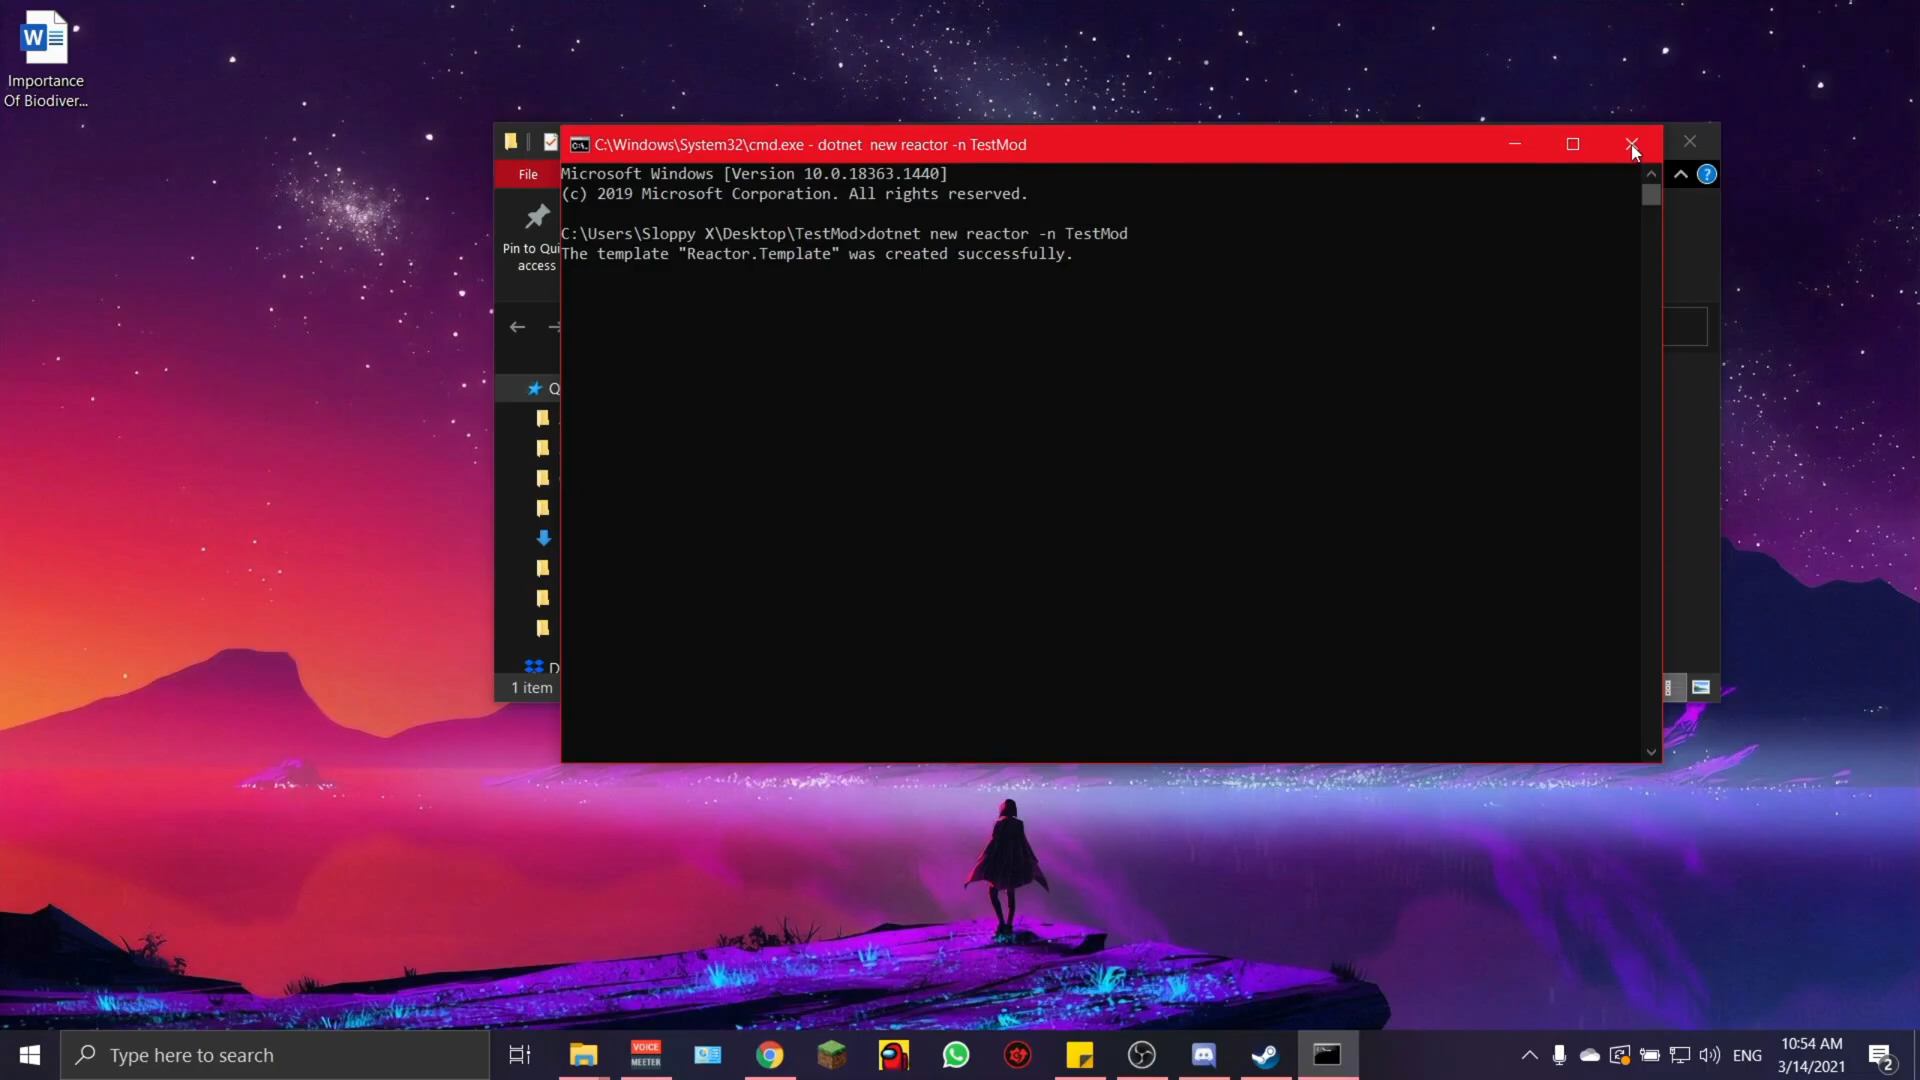 Importance
Of Biodiver...
C:\Windows\System32\cmd.exe - dotnet  new reactor -n TestMod
File
Microsoft Windows [Version 10.0.18363.1440]
(c) 2019 Microsoft Corporation. All rights reserved.
C:\Users\Sloppy X\Desktop\TestMod>dotnet new reactor -n TestMod
The template "Reactor.Template" was created successfully.
Pin to Qui
access
Q
D
1 item
Type here to search
VOICE
MEETER
ENG
10:54 AM
3/14/2021
2